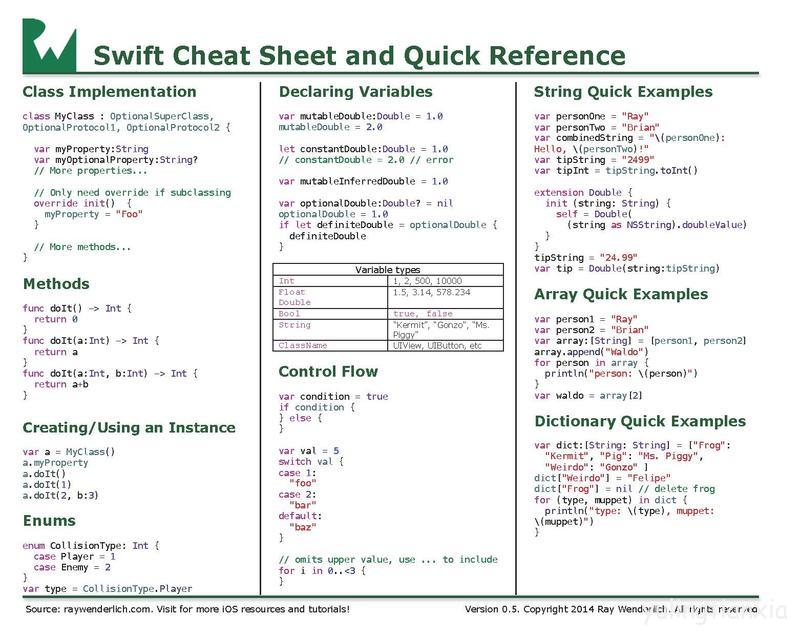 Swift Cheat Sheet and Quick Reference
Class Implementation
class MyClass : OptionalSuperClass,
OptionalProtocol1, OptionalProtocol2 {
var myProperty:String
var myOptionalProperty:String?
// More properties...
// Only need override if subclassing
override init() {
myProperty = "Foo"
}
// More methods...
}
Methods
func doIt() -> Int {
return 0
}
func doIt(a:Int) -> Int {
return a
}
func doIt(a:Int, b:Int) -> Int {
return a+b
}
Creating/Using an Instance
var a = MyClass()
a.myProperty
a.doIt()
a.doIt(1)
a.doIt(2, b:3)
Enums
enum CollisionType: Int {
case Player = 1
case Enemy = 2
}
var type = CollisionType.Player
Declaring Variables
var mutableDouble:Double = 1.0
mutableDouble = 2.0
let constantDouble:Double = 1.0
// constantDouble = 2.0 // error
var mutableInferredDouble = 1.0
var optionalDouble:Double? = nil
optionalDouble = 1.0
if let definiteDouble = optionalDouble {
definiteDouble
}
Variable types
Int 1, 2, 500, 10000
Float 1.5, 3.14, 578.234
Double
Bool true, false
String "Kermit", "Gonzo", "Ms.
Piggy"
ClassName UIView, UIButton, etc
Control Flow
var condition = true
if condition {
} else {
}
var val = 5
switch val {
case 1:
"foo"
case 2:
"bar"
default:
"baz"
}
// omits upper value, use ... to include
for i in 0..<3 {
}
String Quick Examples
var personOne = "Ray"
var personTwo = "Brian"
var combinedString = "\(personOne):
Hello, \(personTwo)!"
var tipString = "2499"
var tipInt = tipString.toInt()
extension Double {
init (string: String) {
self = Double(
(string as NSString).doubleValue)
}
}
tipString = "24.99"
var tip = Double(string:tipString)
Array Quick Examples
var person1 = "Ray"
var person2 = "Brian"
var array:[String] = [person1, person2]
array.append("Waldo")
for person in array {
println("person: \(person)")
}
var waldo = array[2]
Dictionary Quick Examples
var dict:[String: String] = ["Frog":
"Kermit", "Pig": "Ms. Piggy",
"Weirdo": "Gonzo" ]
dict["Weirdo"] = "Felipe"
dict["Frog"] = nil // delete frog
for (type, muppet) in dict {
println("type: \(type), muppet:
\(muppet)")
}
Source: raywenderlich.com. Visit for more iOS resources and tutorials!
Version 0.5. Copyright 2014 Ray Wenderlich. All rights reserved